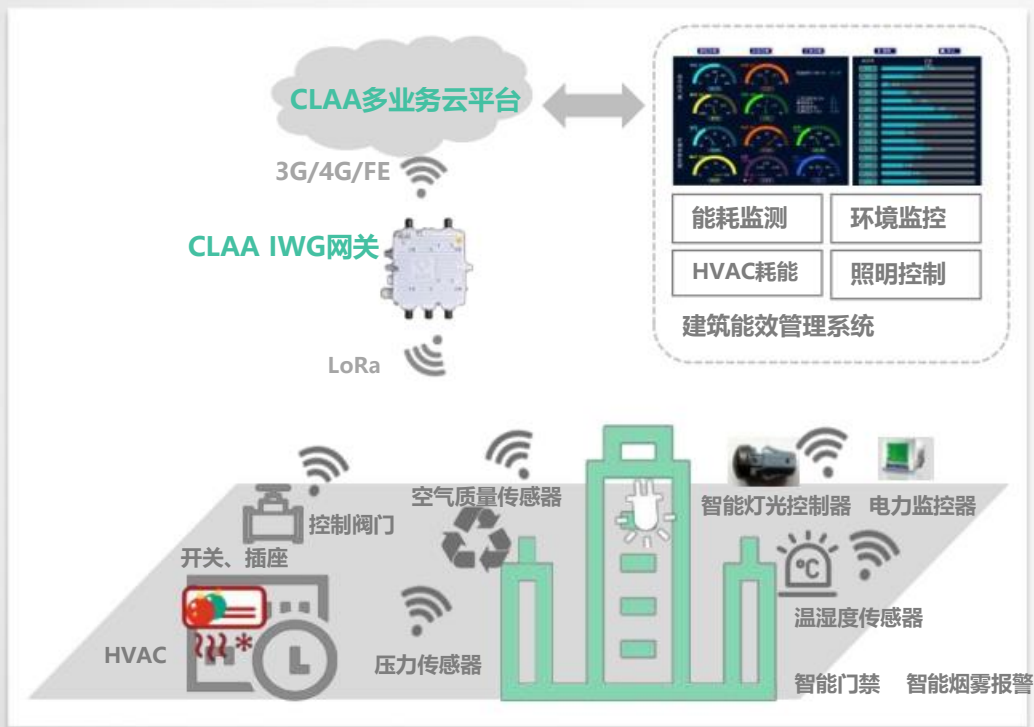 CLAA多业务云平台
3G/4G/FE
CLAA IWG网关
LoRa
能耗监测
环境监控
HVAC耗能
照明控制
建筑能效管理系统
空气质量传感器
控制阀门
开关、插座
HVAC
压力传感器
智能灯光控制器
电力监控器
°C
温湿度传感器
智能门禁
智能烟雾报警